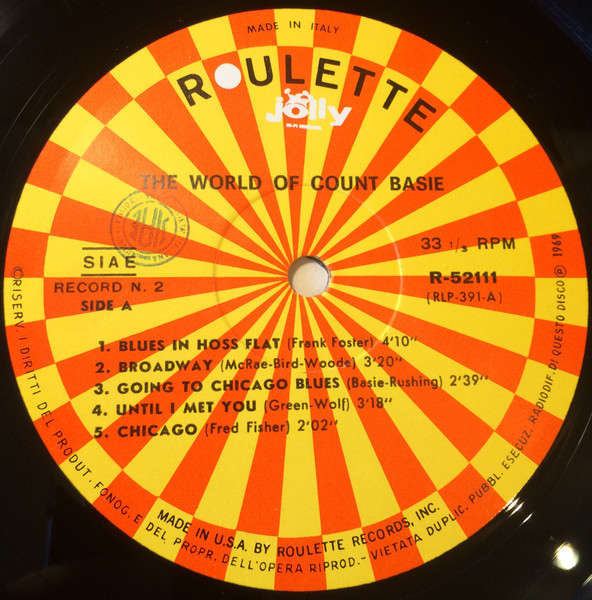 MADE IN ITALY
ROULETTE
jolly
HI-FI RECORDS
THE WORLD OF COUNT BASIE
33 1/3 RPM
SIAE
R-52111
RECORD N. 2
(RLP-391-A)
SIDE A
1. BLUES IN HOSS FLAT (Frank Foster) 4'10''
2. BROADWAY (McRae-Bird-Woode) 3'20''
3. GOING TO CHICAGO BLUES (Basie-Rushing) 2'39''
4. UNTIL I MET YOU (Green-Wolf) 3'18''
5. CHICAGO (Fred Fisher) 2'02''
MADE IN U.S.A. BY ROULETTE RECORDS, INC.
©RISERV. I DIRITTI DEL PRODUT. FONOG. E DEL PROPR. DELL'OPERA RIPROD.- VIETATA DUPLIC. PUBBL. ESECUZ. RADIODIF. DI QUESTO DISCO ℗ 1969